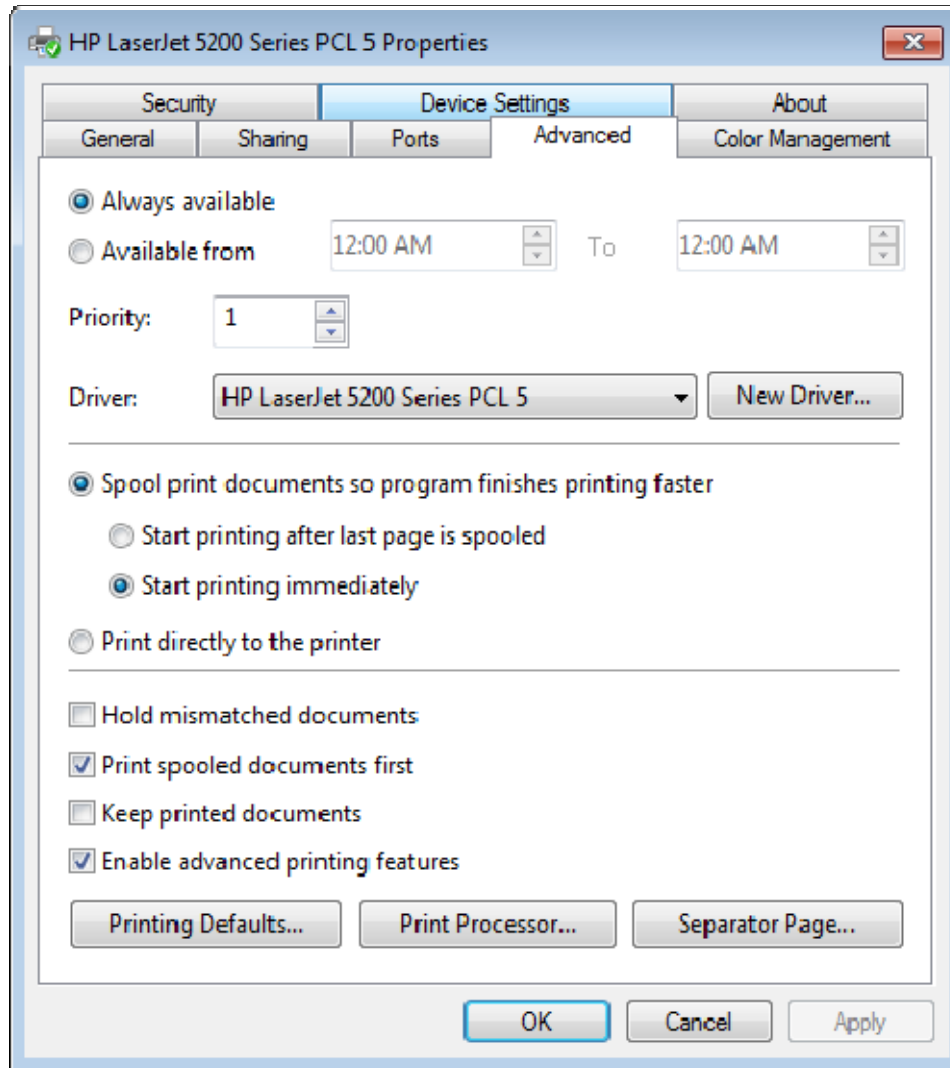 HP LaserJet 5200 Series PCL 5 Properties
Security Device Settings About
General Sharing Ports Advanced Color Management
Always available
Available from 12:00 AM To 12:00 AM
Priority: 1
Driver: HP LaserJet 5200 Series PCL 5 New Driver...
Spool print documents so program finishes printing faster
Start printing after last page is spooled
Start printing immediately
Print directly to the printer
Hold mismatched documents
Print spooled documents first
Keep printed documents
Enable advanced printing features
Printing Defaults... Print Processor... Separator Page...
OK Cancel Apply